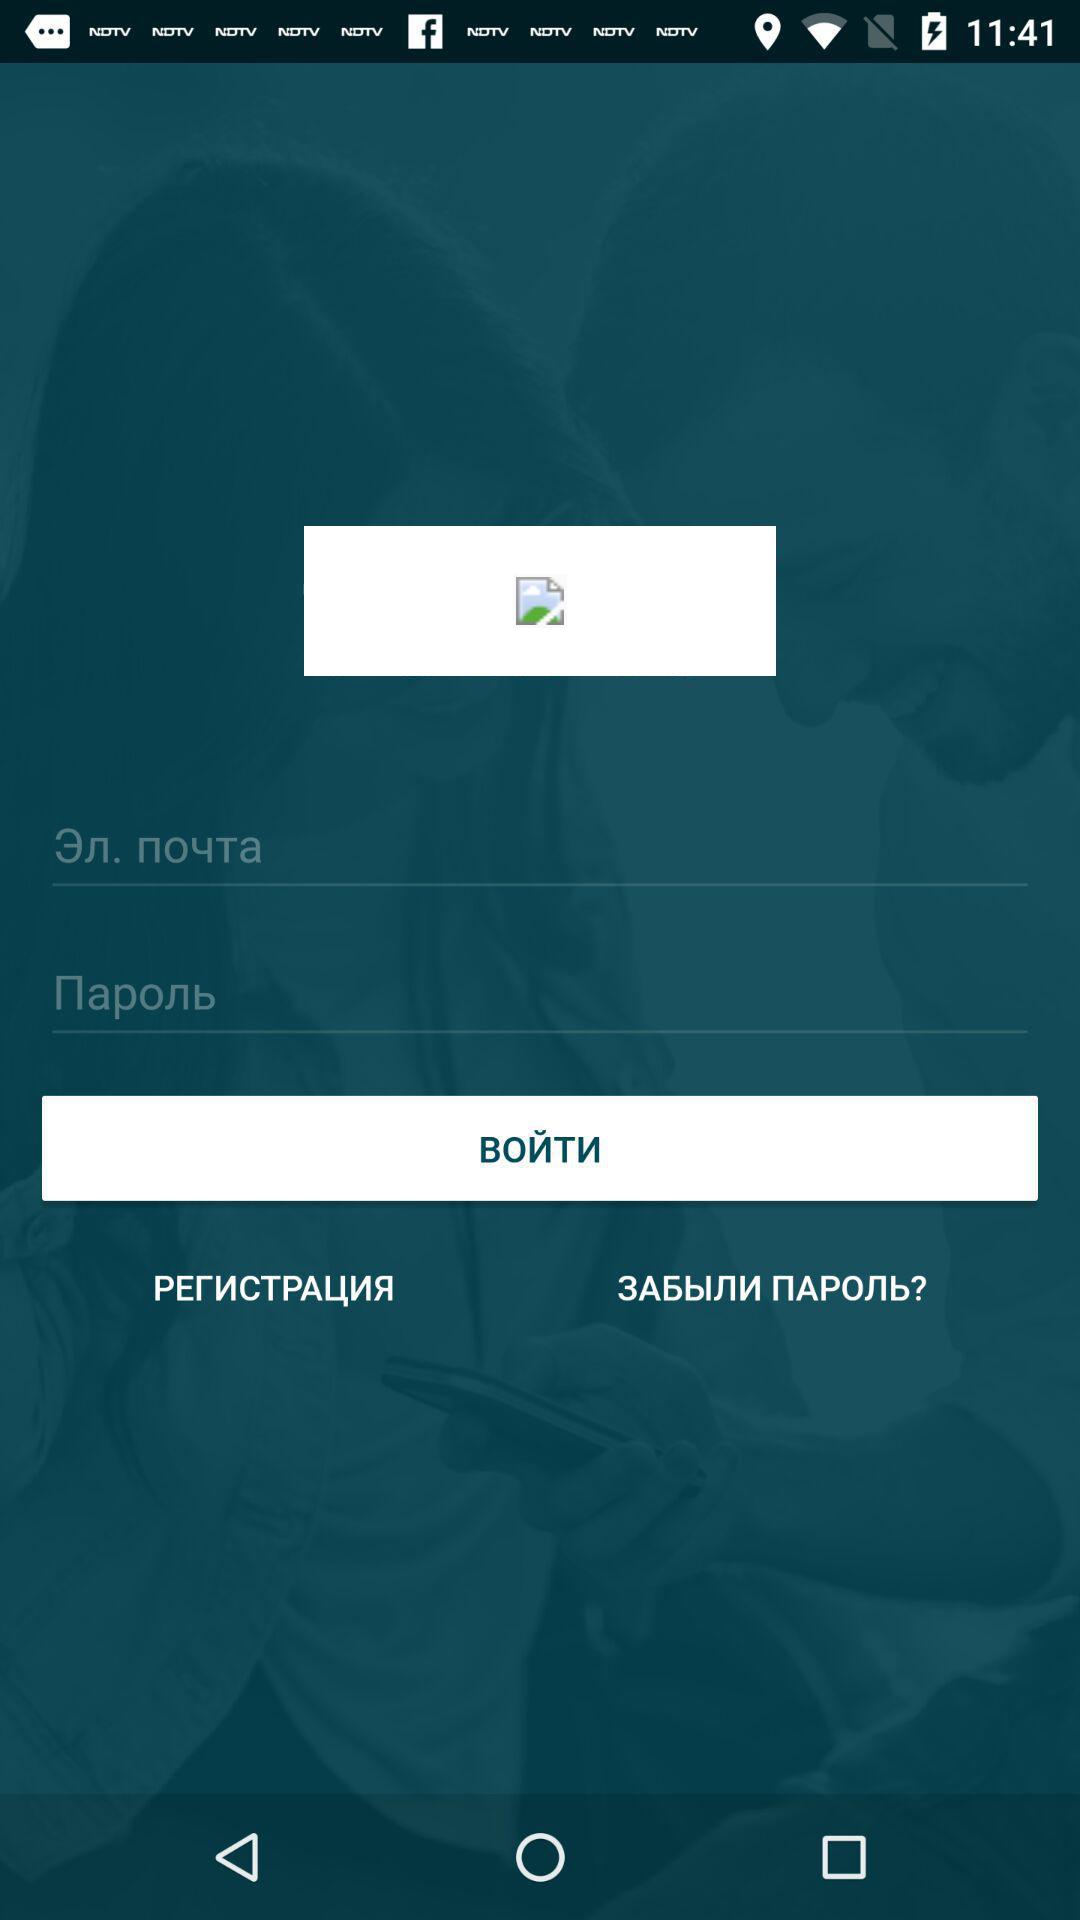 NDTV NDTV NDTV NDTV NDTV NDTV NDTV NDTV NDTV 11:41
Эл. почта
Пароль
ВОЙТИ
РЕГИСТРАЦИЯ ЗАБЫЛИ ПАРОЛЬ?